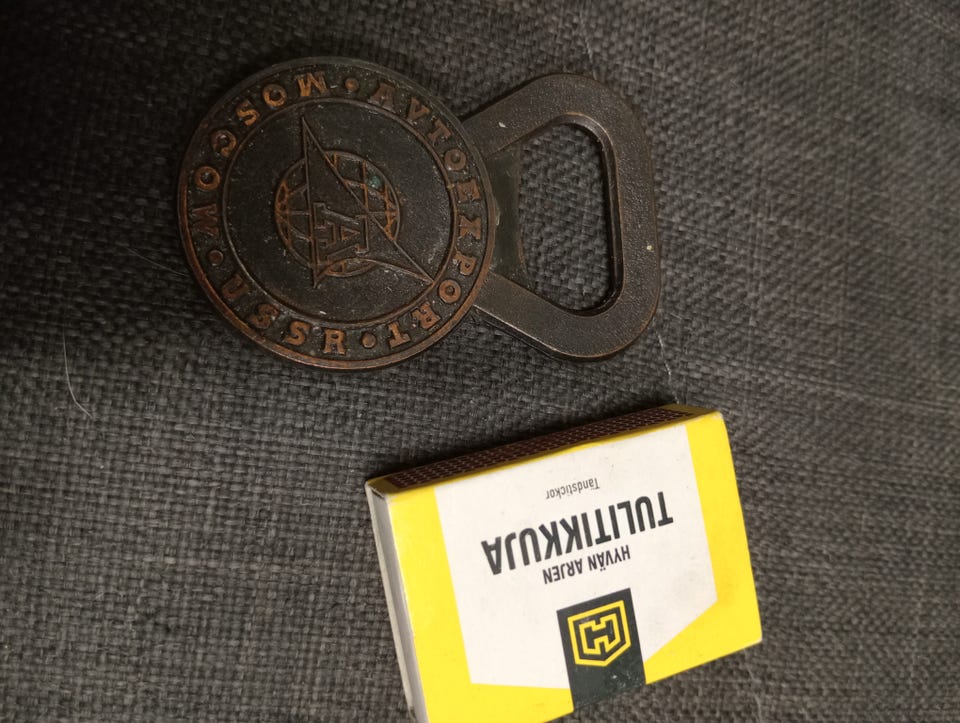 AVTOEXPORT
MOSCOW • USSR
A
H
HYVÄN ARJEN
TULITIKKUJA
Tändstickor